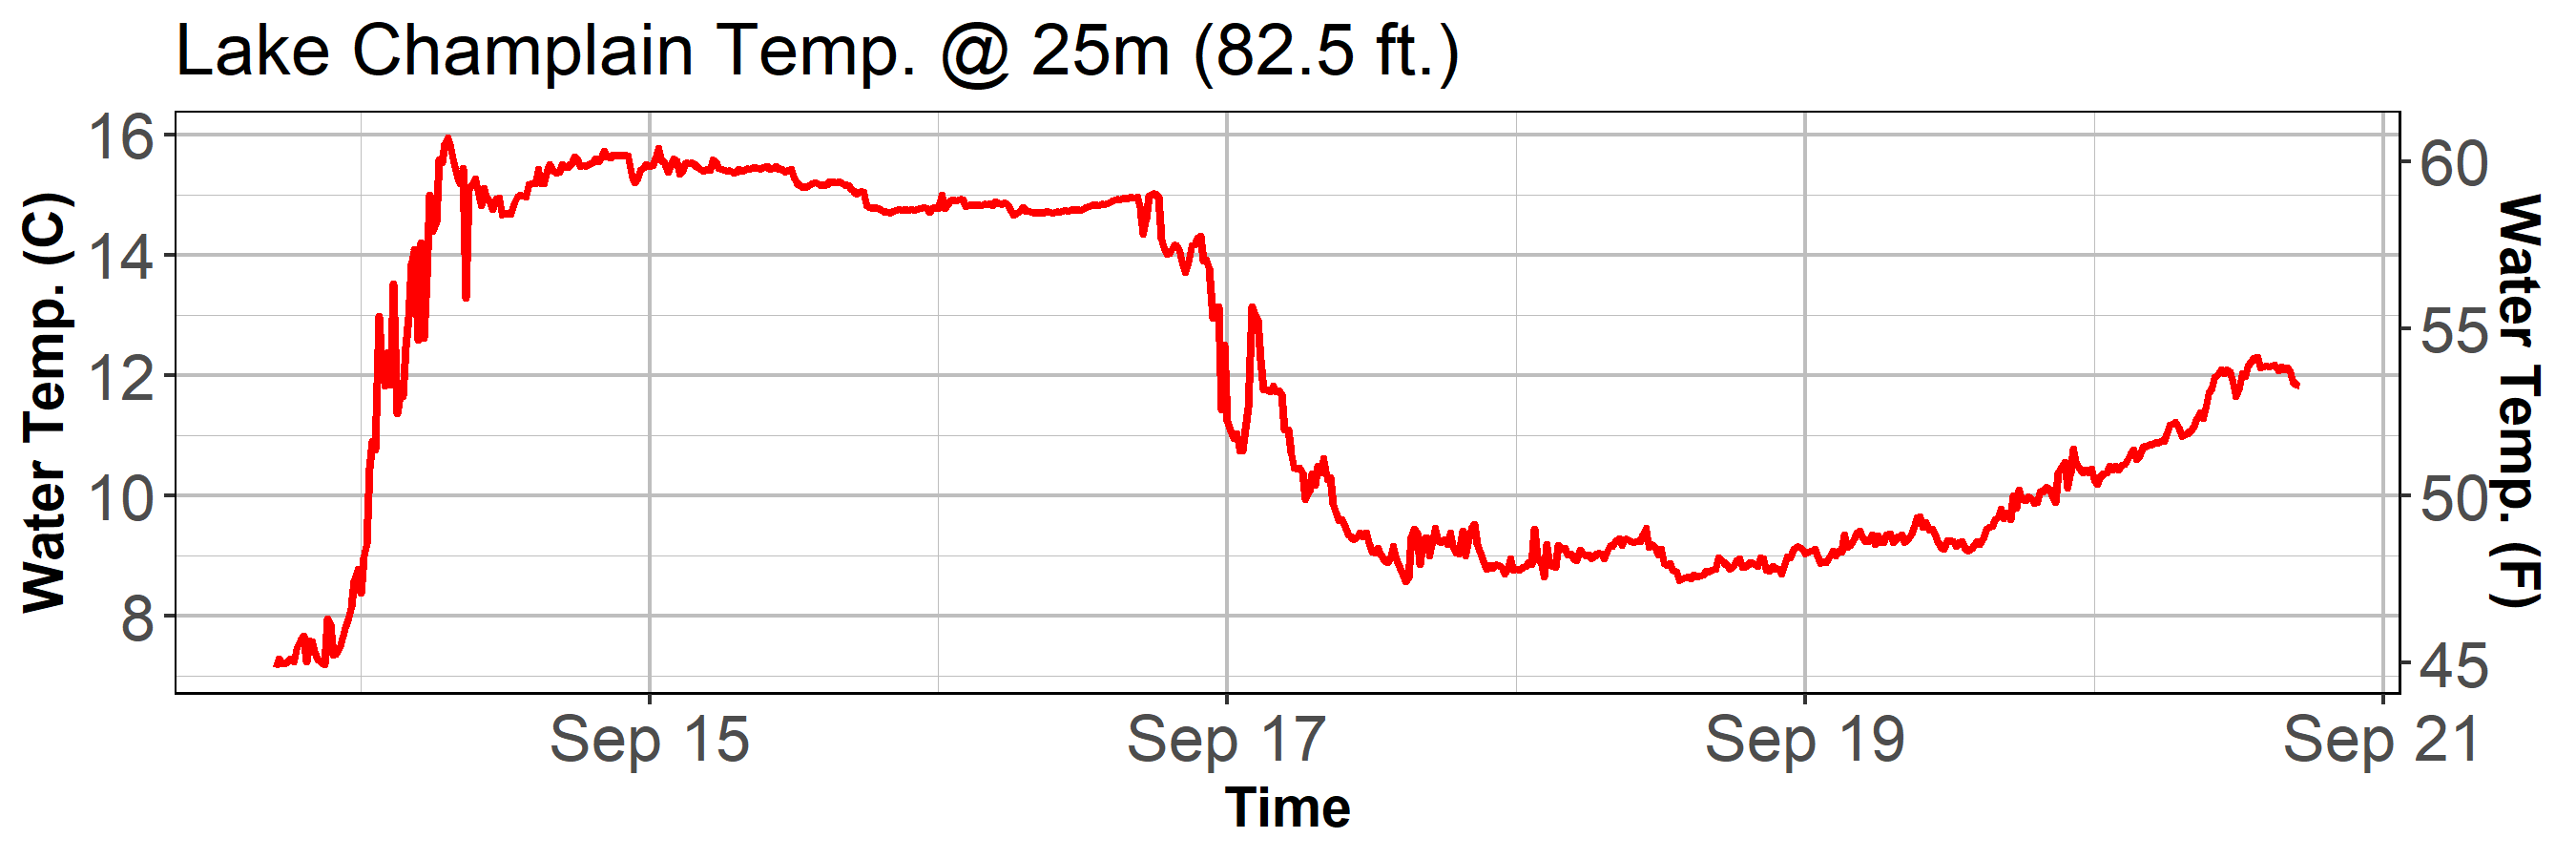 Lake Champlain Temp. @ 25m (82.5 ft.)
Water Temp. (C)
16
14
12
10
8
60
55
50
45
Water Temp. (F)
Sep 15
Sep 17
Sep 19
Sep 21
Time